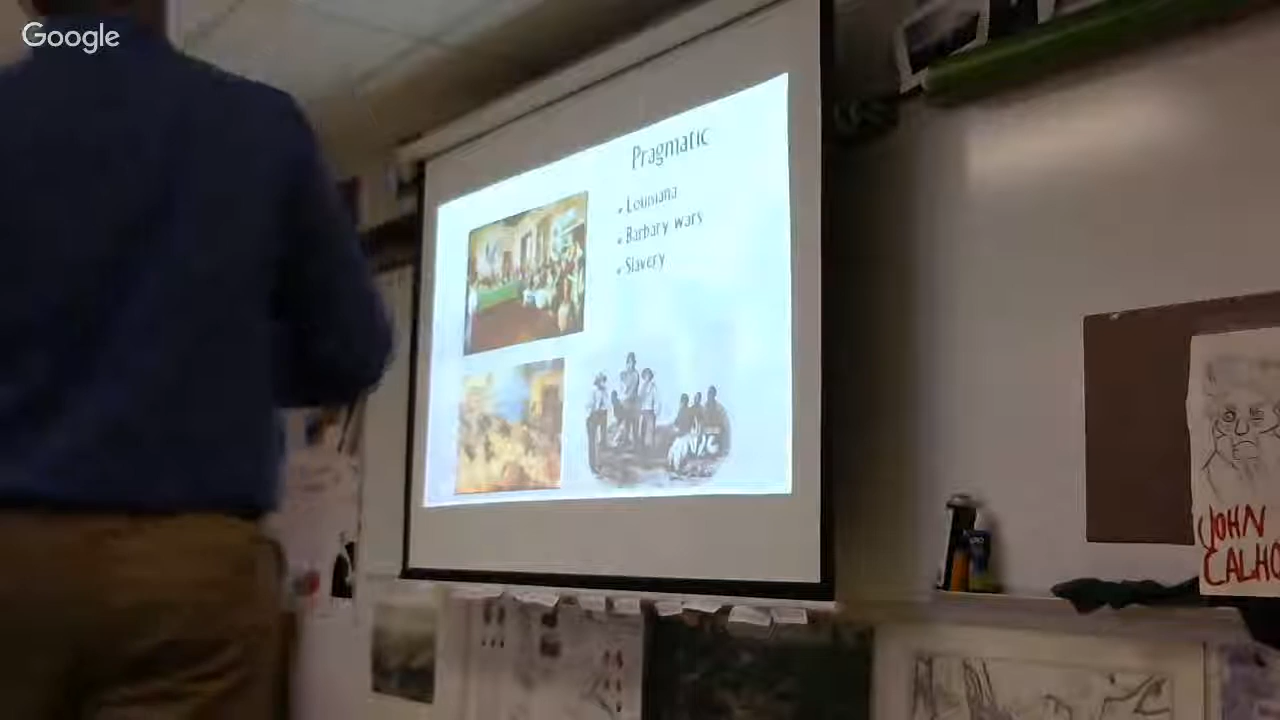 Google
Pragmatic
• Louisiana
• Barbary wars
• Slavery
JOHN
CALHO